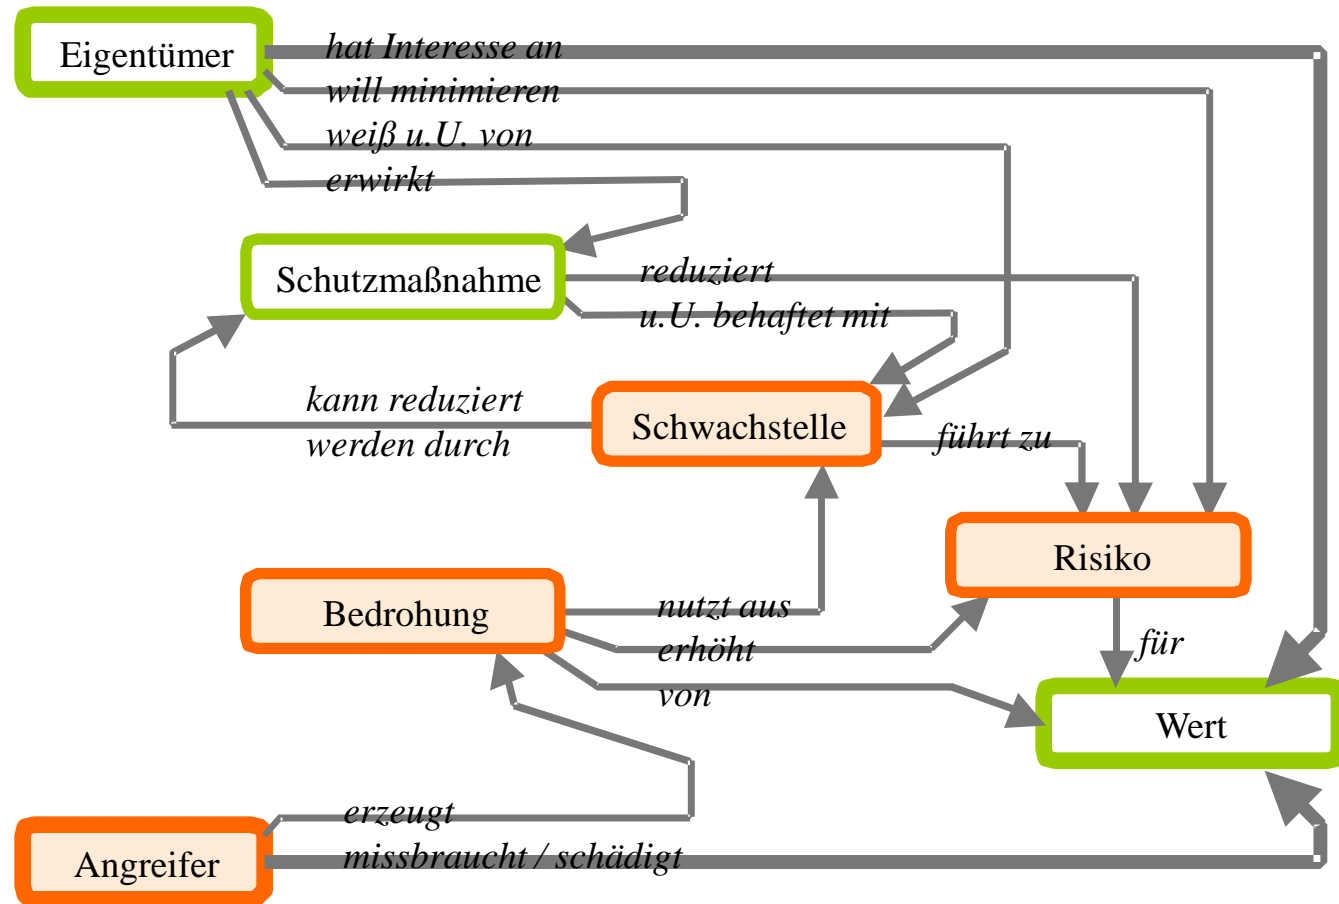 Eigentümer
hat Interesse an
will minimieren
weiß u.U. von
erwirkt
Schutzmaßnahme
reduziert
u.U. behaftet mit
kann reduziert
werden durch
Schwachstelle
führt zu
Risiko
Bedrohung
nutzt aus
erhöht
von
für
Wert
erzeugt
Angreifer
missbraucht / schädigt